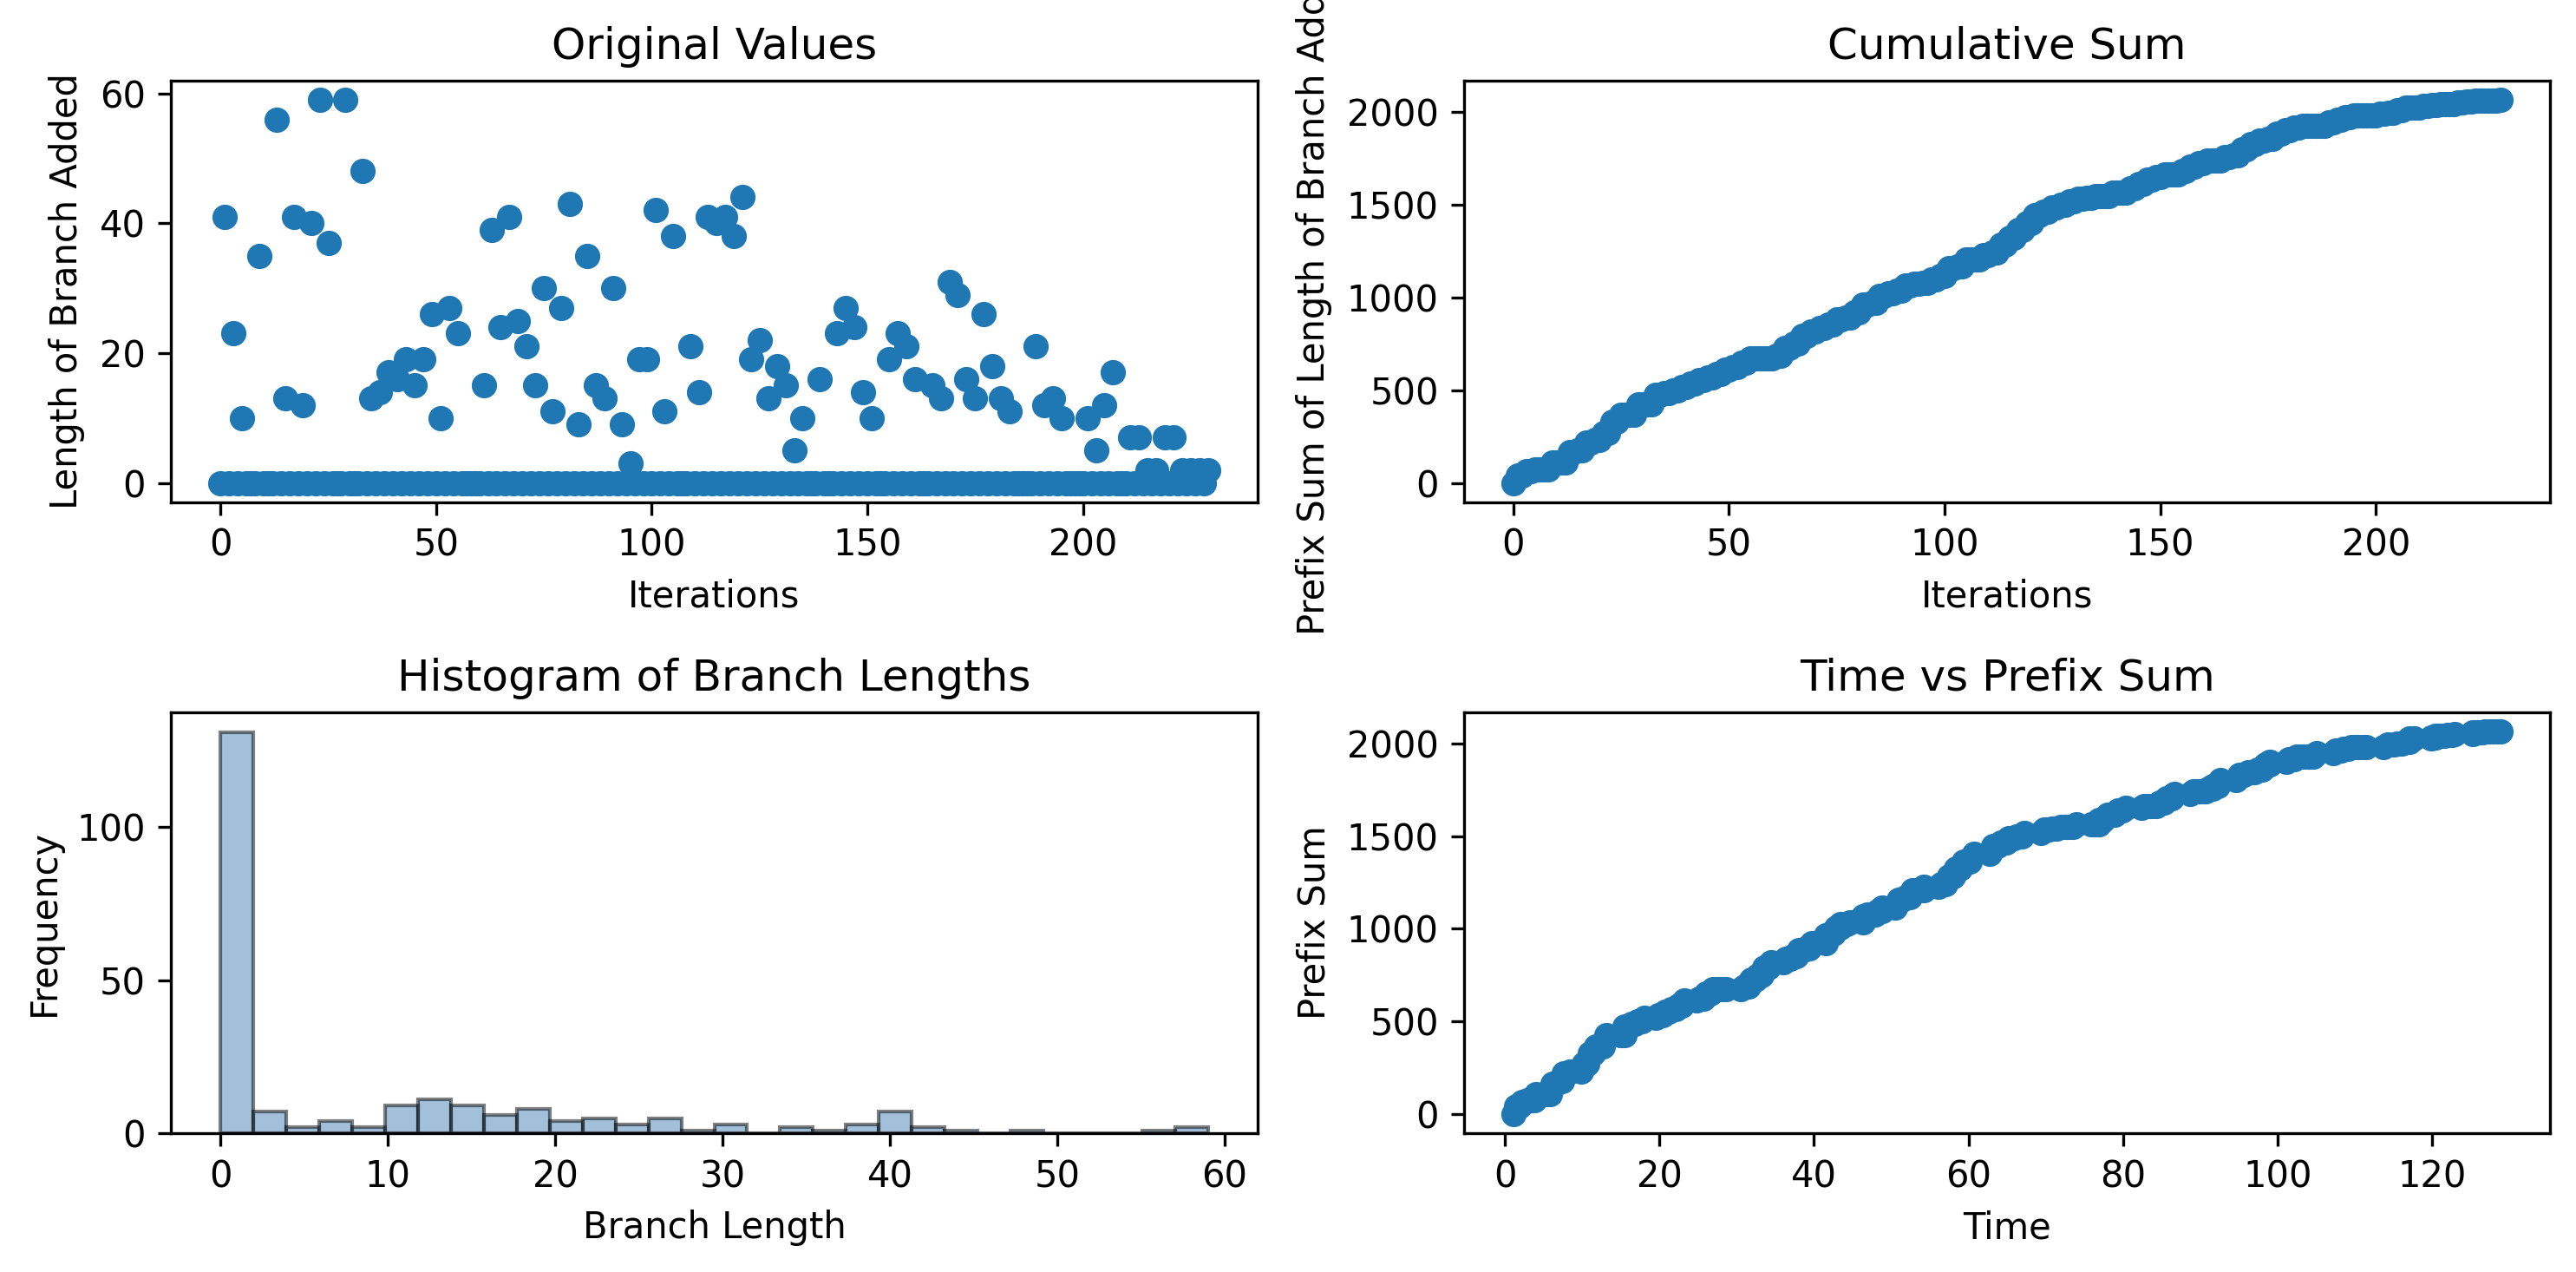 Original Values
Length of Branch Added
60
40
20
0
0 50 100 150 200
Iterations
Cumulative Sum
Prefix Sum of Length of Branch
2000
1500
1000
500
0
0 50 100 150 200
Iterations
Histogram of Branch Lengths
Frequency
100
50
0
0 10 20 30 40 50 60
Branch Length
Time vs Prefix Sum
Prefix Sum
2000
1500
1000
500
0
0 20 40 60 80 100 120
Time